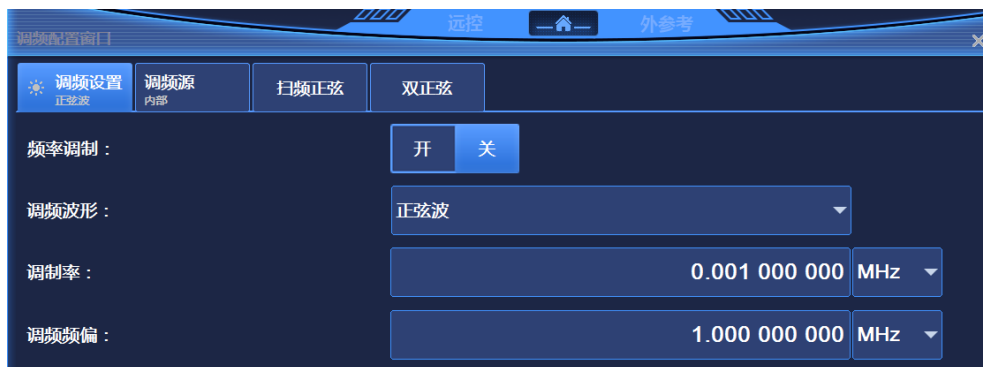 远控 外参考
调频配置窗口
调频设置 调频源 扫频正弦 双正弦
正弦波 内部
频率调制： 开 关
调频波形： 正弦波
调制率： 0.001 000 000 MHz
调频频偏： 1.000 000 000 MHz